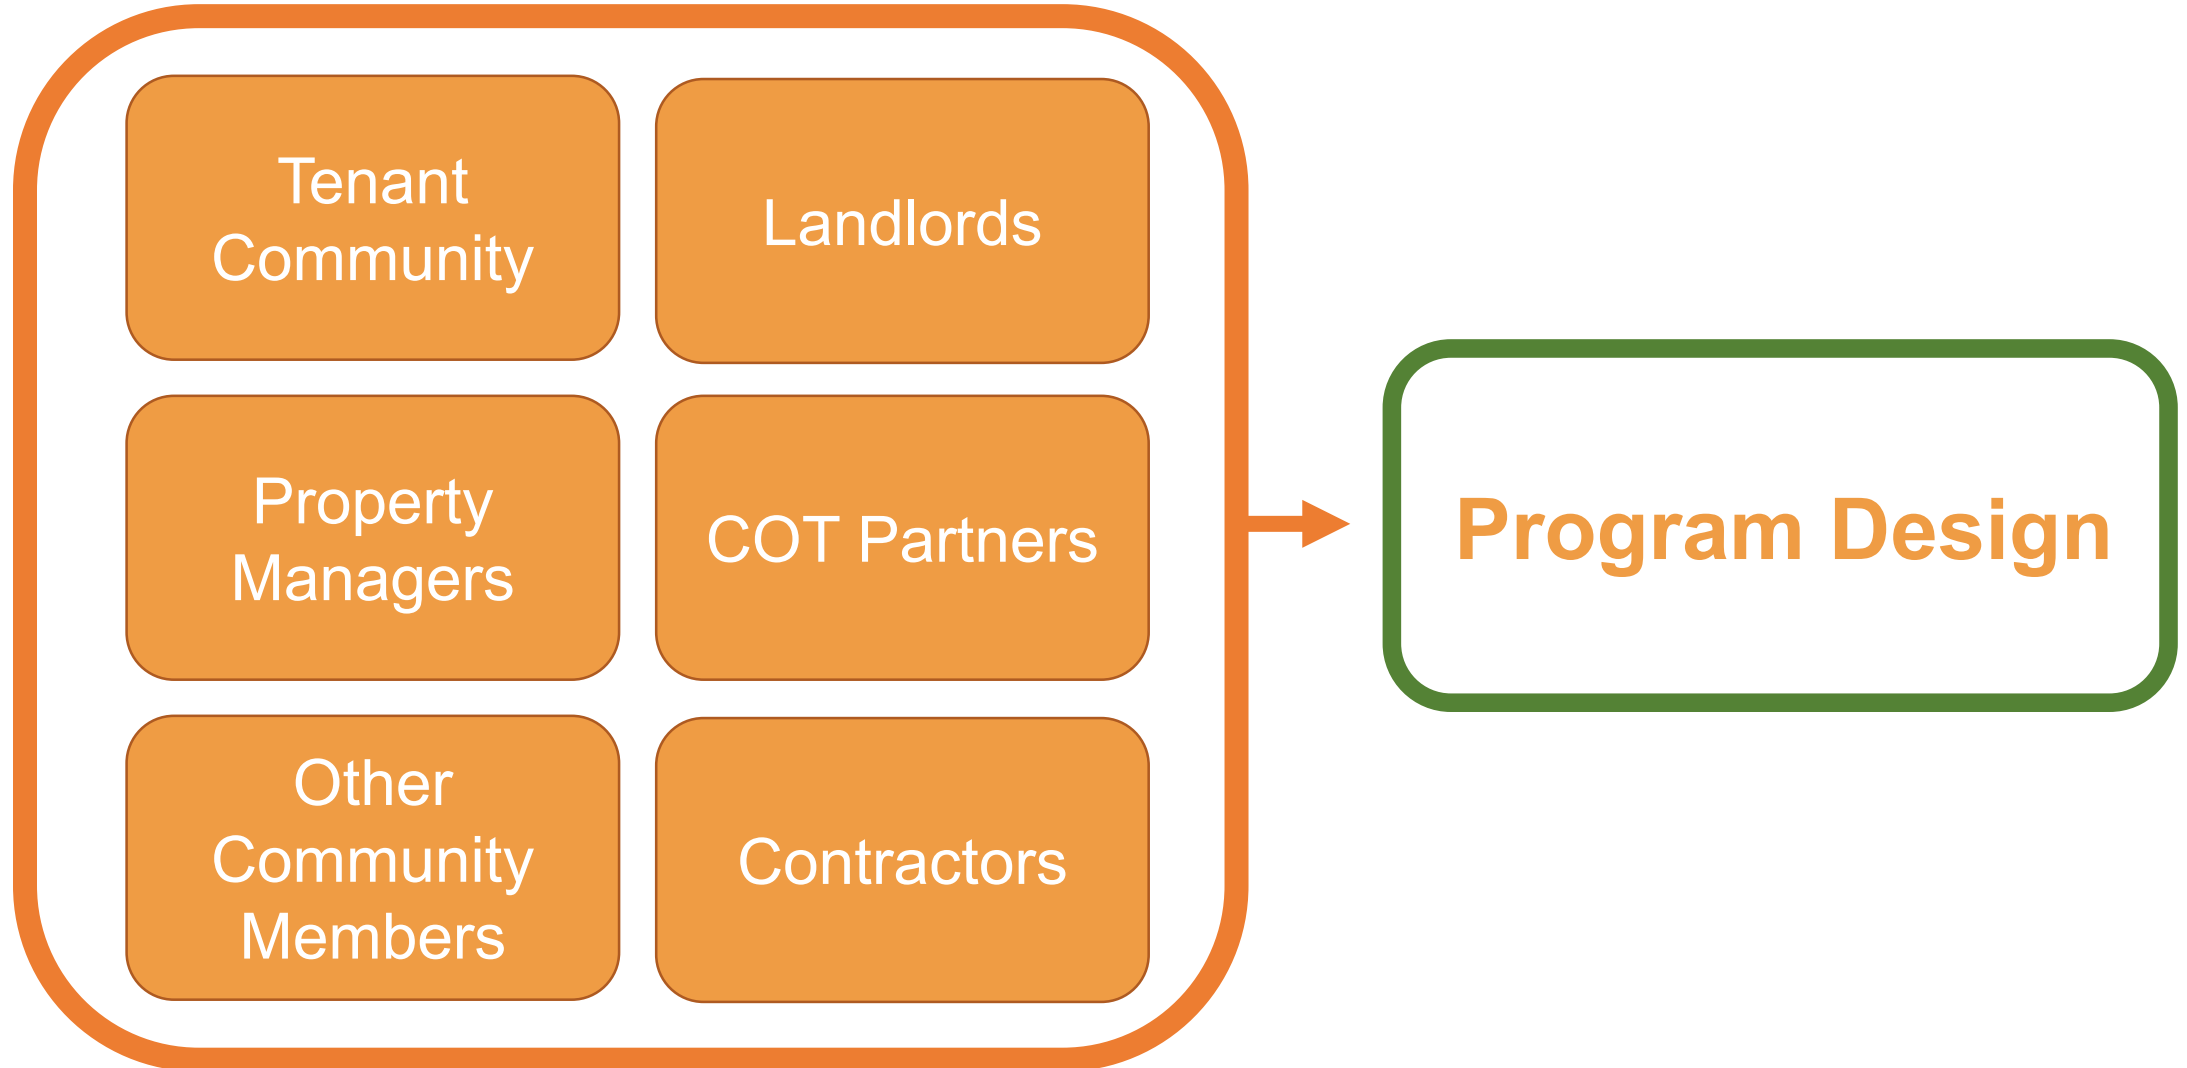 Tenant
Community
Landlords
Property
Managers
COT Partners
Other
Community
Members
Contractors
Program Design